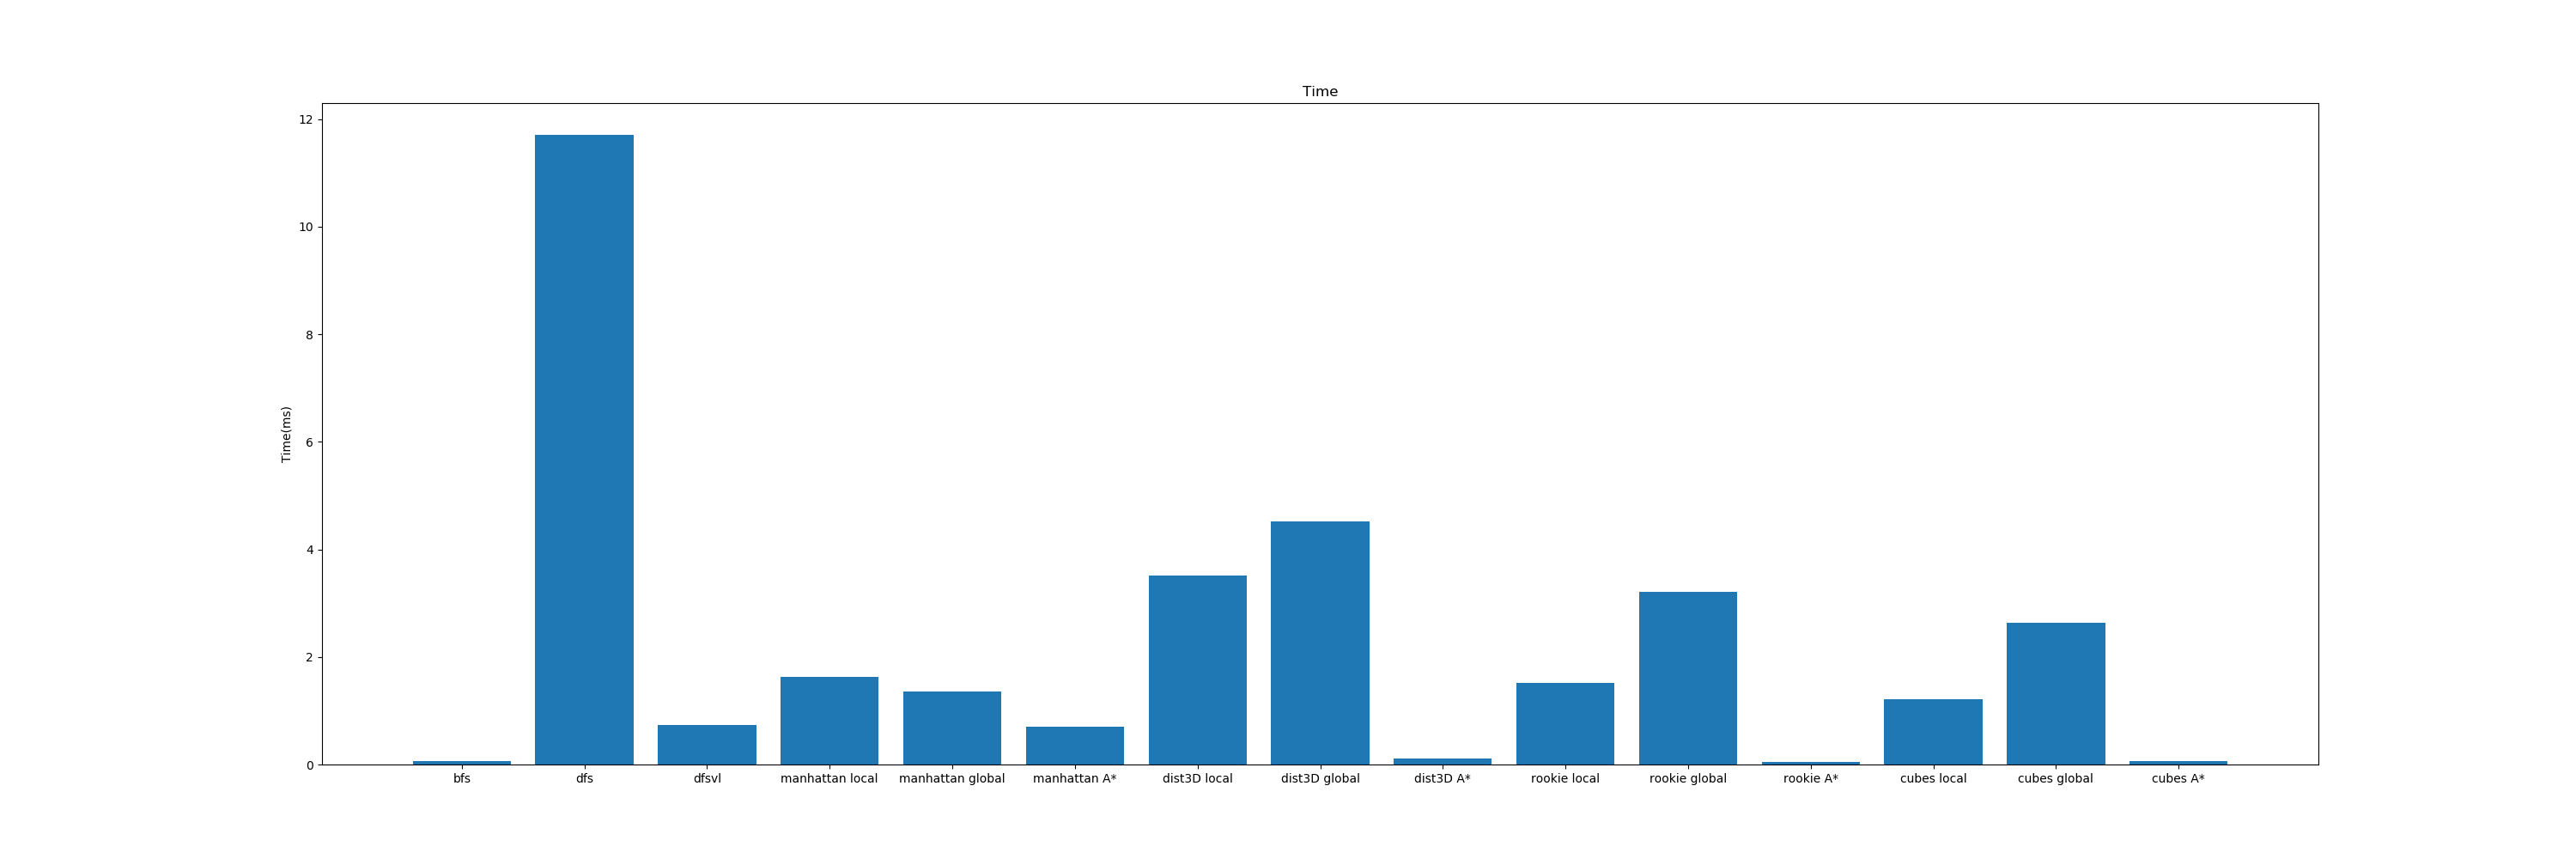 Time
12
10
8
6
4
2
0
Time(ms)
bfs dfs dfsvl manhattan local manhattan global manhattan A* dist3D local dist3D global dist3D A* rookie local rookie global rookie A* cubes local cubes global cubes A*